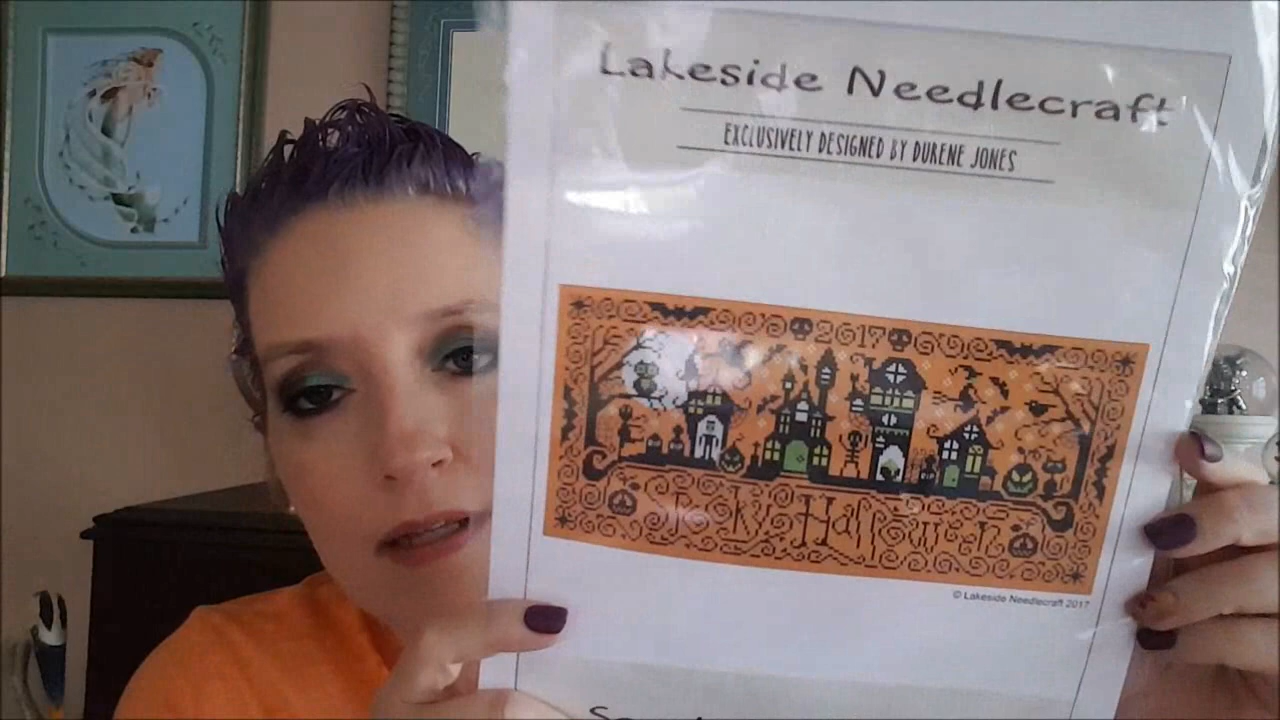 Lakeside Needlecraft
EXCLUSIVELY DESIGNED BY DURENE JONES
2017
Spooky Halloween
© Lakeside Needlecraft 2017